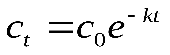 c_t = c_0 e^{-kt}